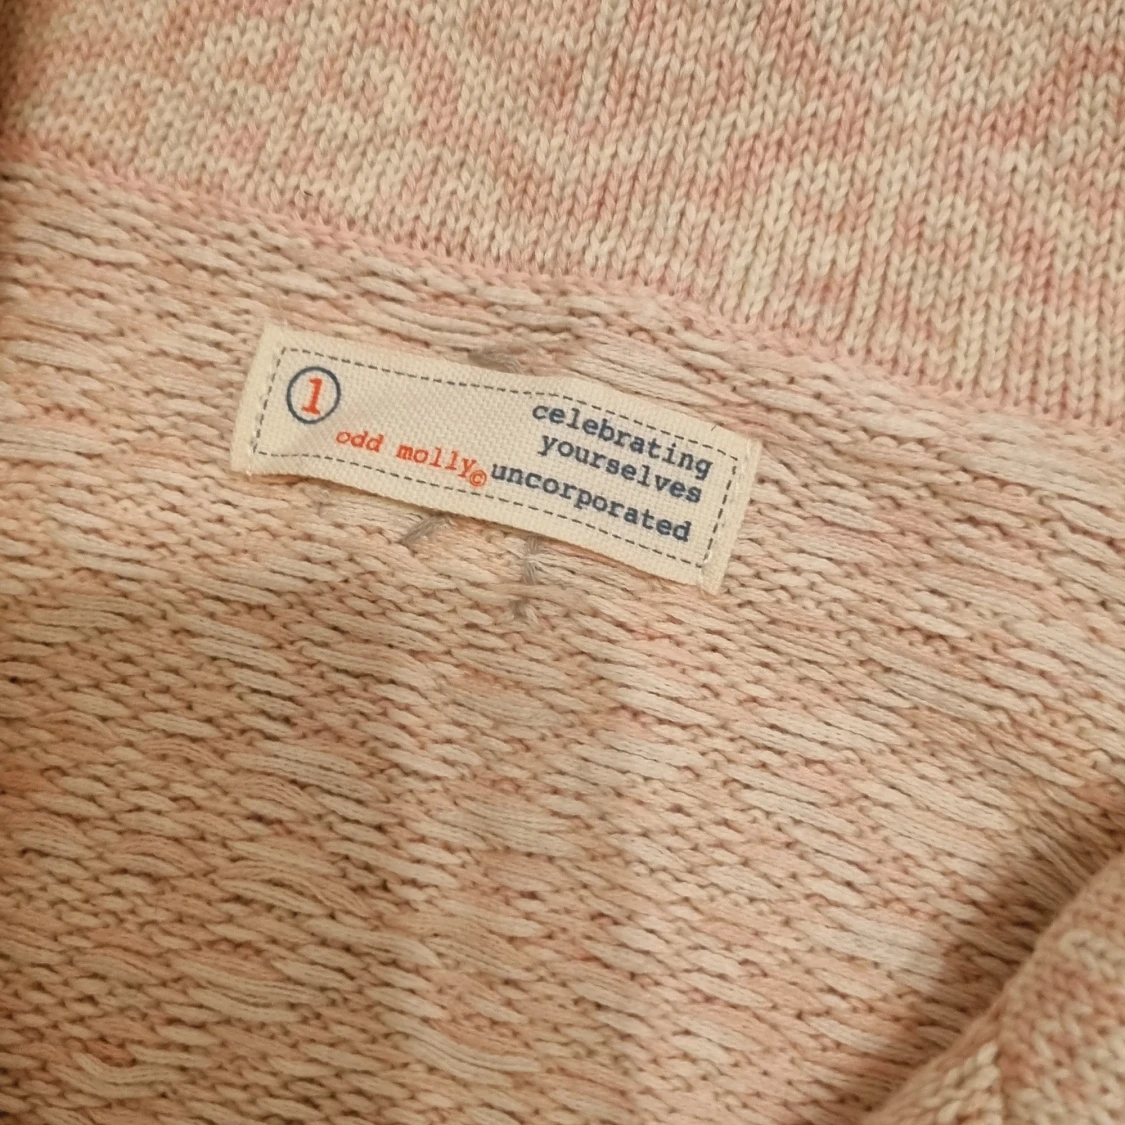 1
odd molly©
celebrating
yourselves
uncorporated